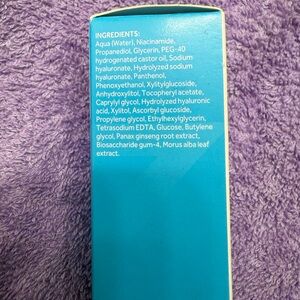 INGREDIENTS:
Aqua (Water), Niacinamide,
Propanediol, Glycerin, PEG-40
hydrogonated castor oil, Sodium
hyaluronate, Hydrolyzed sodium
hyaluronate, Panthenol,
Phenoxyethanol, Xylitylglucoside,
Anhydroxylitol, Tocopheryl acetate,
Caprylyl glycol, Hydrolyzed hyaluronic
acid, Xylitol, Ascorbyl glucoside,
Propylene glycol, Ethylhexylglycerin,
Tetrasodium EDTA, Glucose, Butylene
glycol, Panax ginseng root extract,
Biosaccharide gum-4, Morus alba leaf
extract.